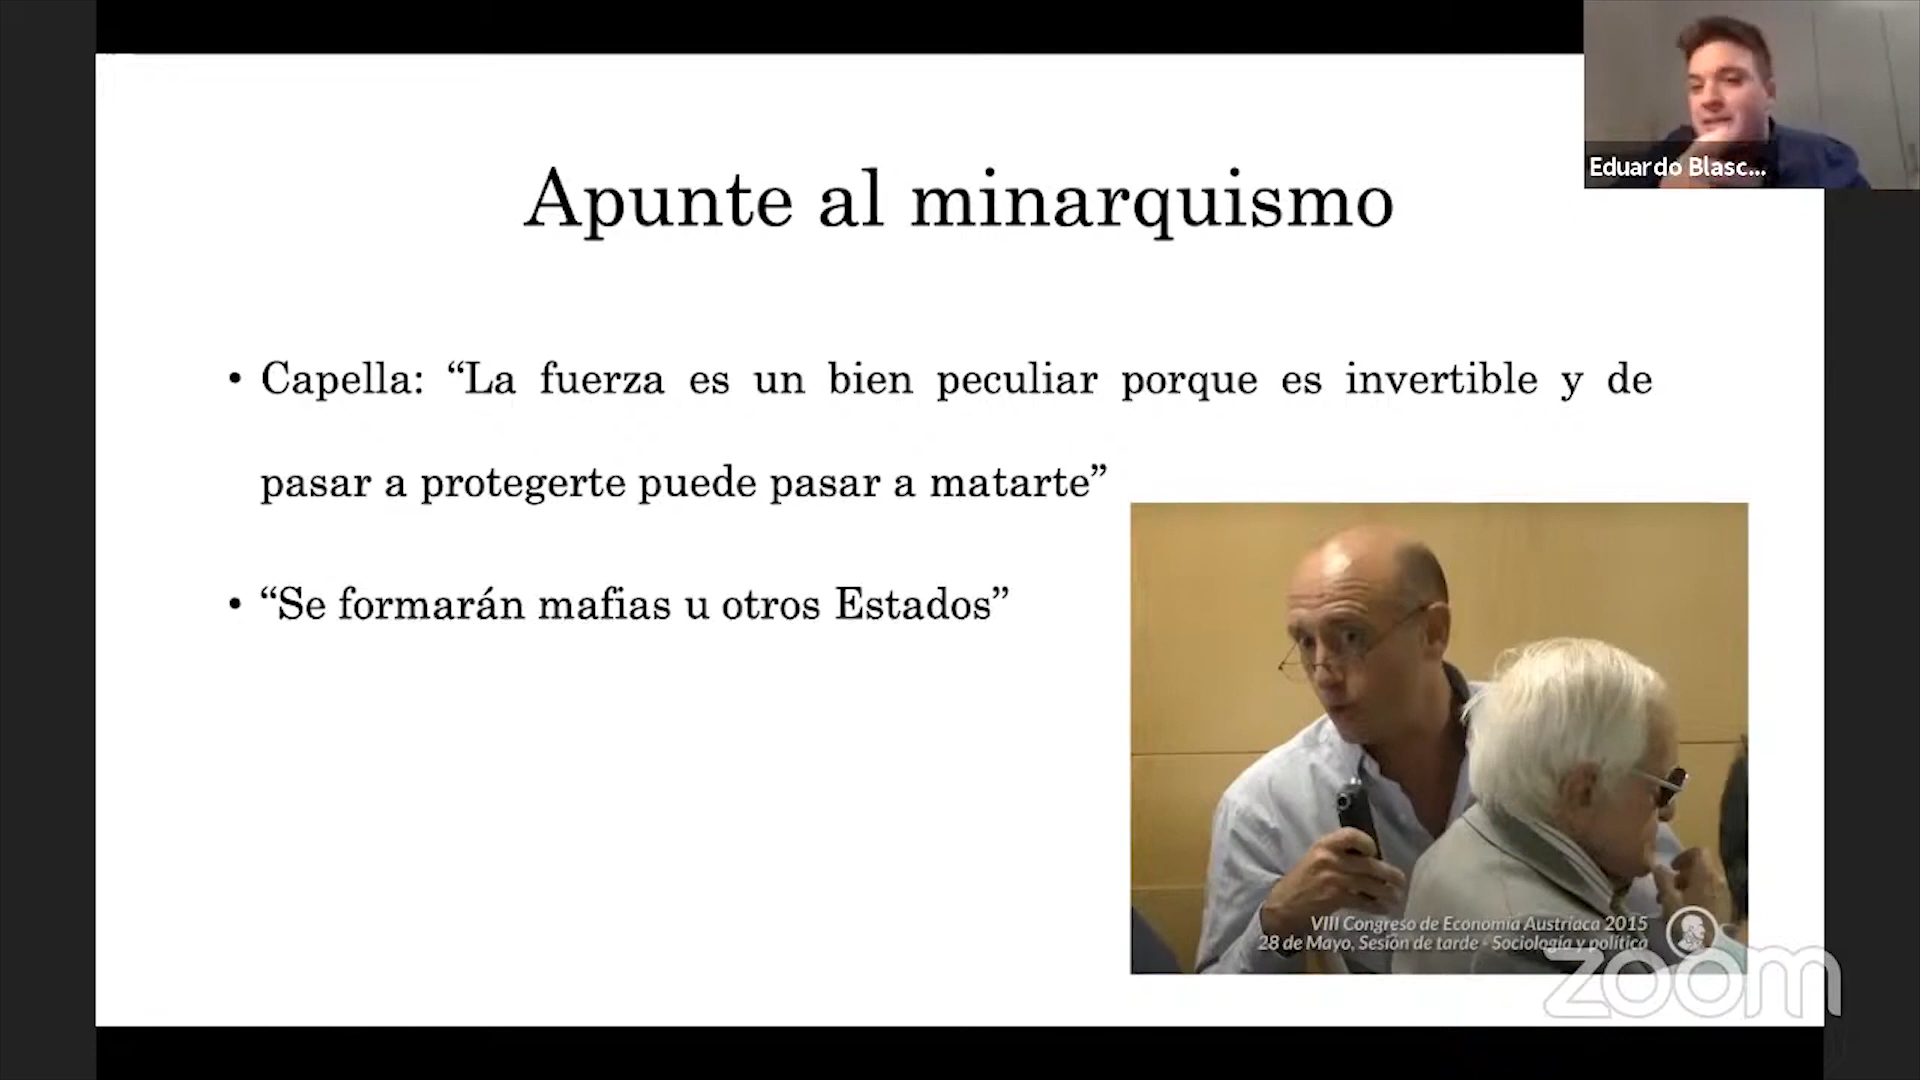 Eduardo Blasc...
Apunte al minarquismo
• Capella: “La fuerza es un bien peculiar porque es invertible y de
pasar a protegerte puede pasar a matarte”
• “Se formarán mafias u otros Estados”
VIII Congreso de Economía Austriaca 2015
28 de Mayo, Sesión de tarde - Sociología y política
zoom